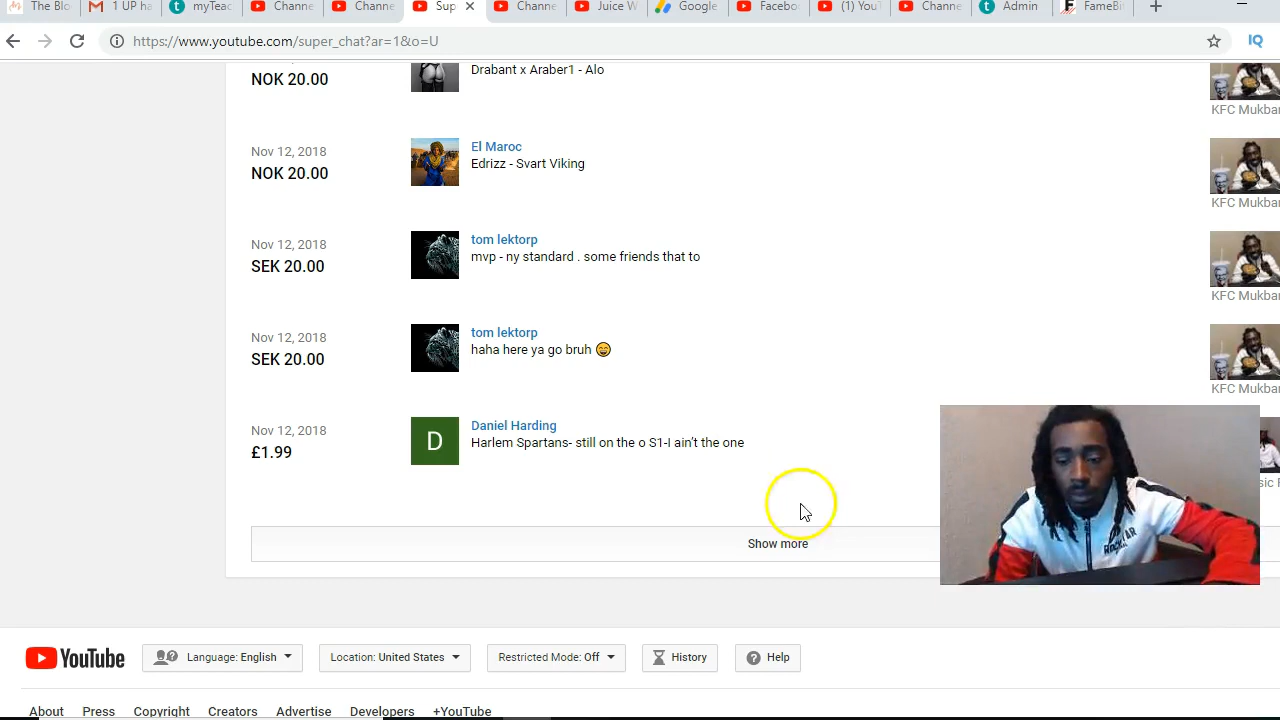 The Blo
1 UP ha
myTeac
Channe
Channe
Sup
Channe
Juice W
Google
Facebo
(1) You
Channe
Admin
FameBi
https://www.youtube.com/super_chat?ar=1&o=U
IQ
NOK 20.00
Drabant x Araber1 - Alo
KFC Mukba
Nov 12, 2018
NOK 20.00
El Maroc
Edrizz - Svart Viking
KFC Mukba
Nov 12, 2018
SEK 20.00
tom lektorp
mvp - ny standard . some friends that to
KFC Mukba
Nov 12, 2018
SEK 20.00
tom lektorp
haha here ya go bruh 😄
KFC Mukba
Nov 12, 2018
£1.99
D
Daniel Harding
Harlem Spartans- still on the o S1-I ain't the one
Show more
YouTube
Language: English
Location: United States
Restricted Mode: Off
History
Help
About Press Copyright Creators Advertise Developers +YouTube